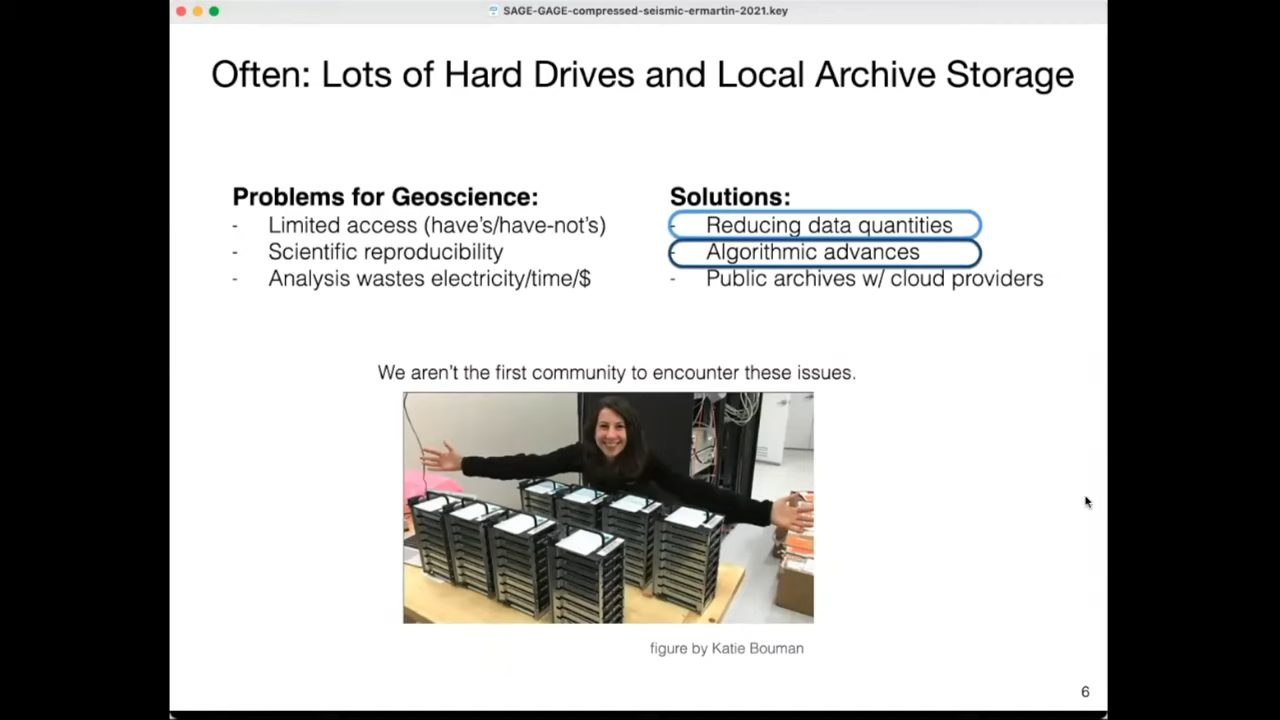 SAGE-GAGE-compressed-seismic-ermartin-2021.key
Often: Lots of Hard Drives and Local Archive Storage
Problems for Geoscience:
- Limited access (have's/have-not's)
- Scientific reproducibility
- Analysis wastes electricity/time/$
Solutions:
- Reducing data quantities
- Algorithmic advances
- Public archives w/ cloud providers
We aren't the first community to encounter these issues.
figure by Katie Bouman
6